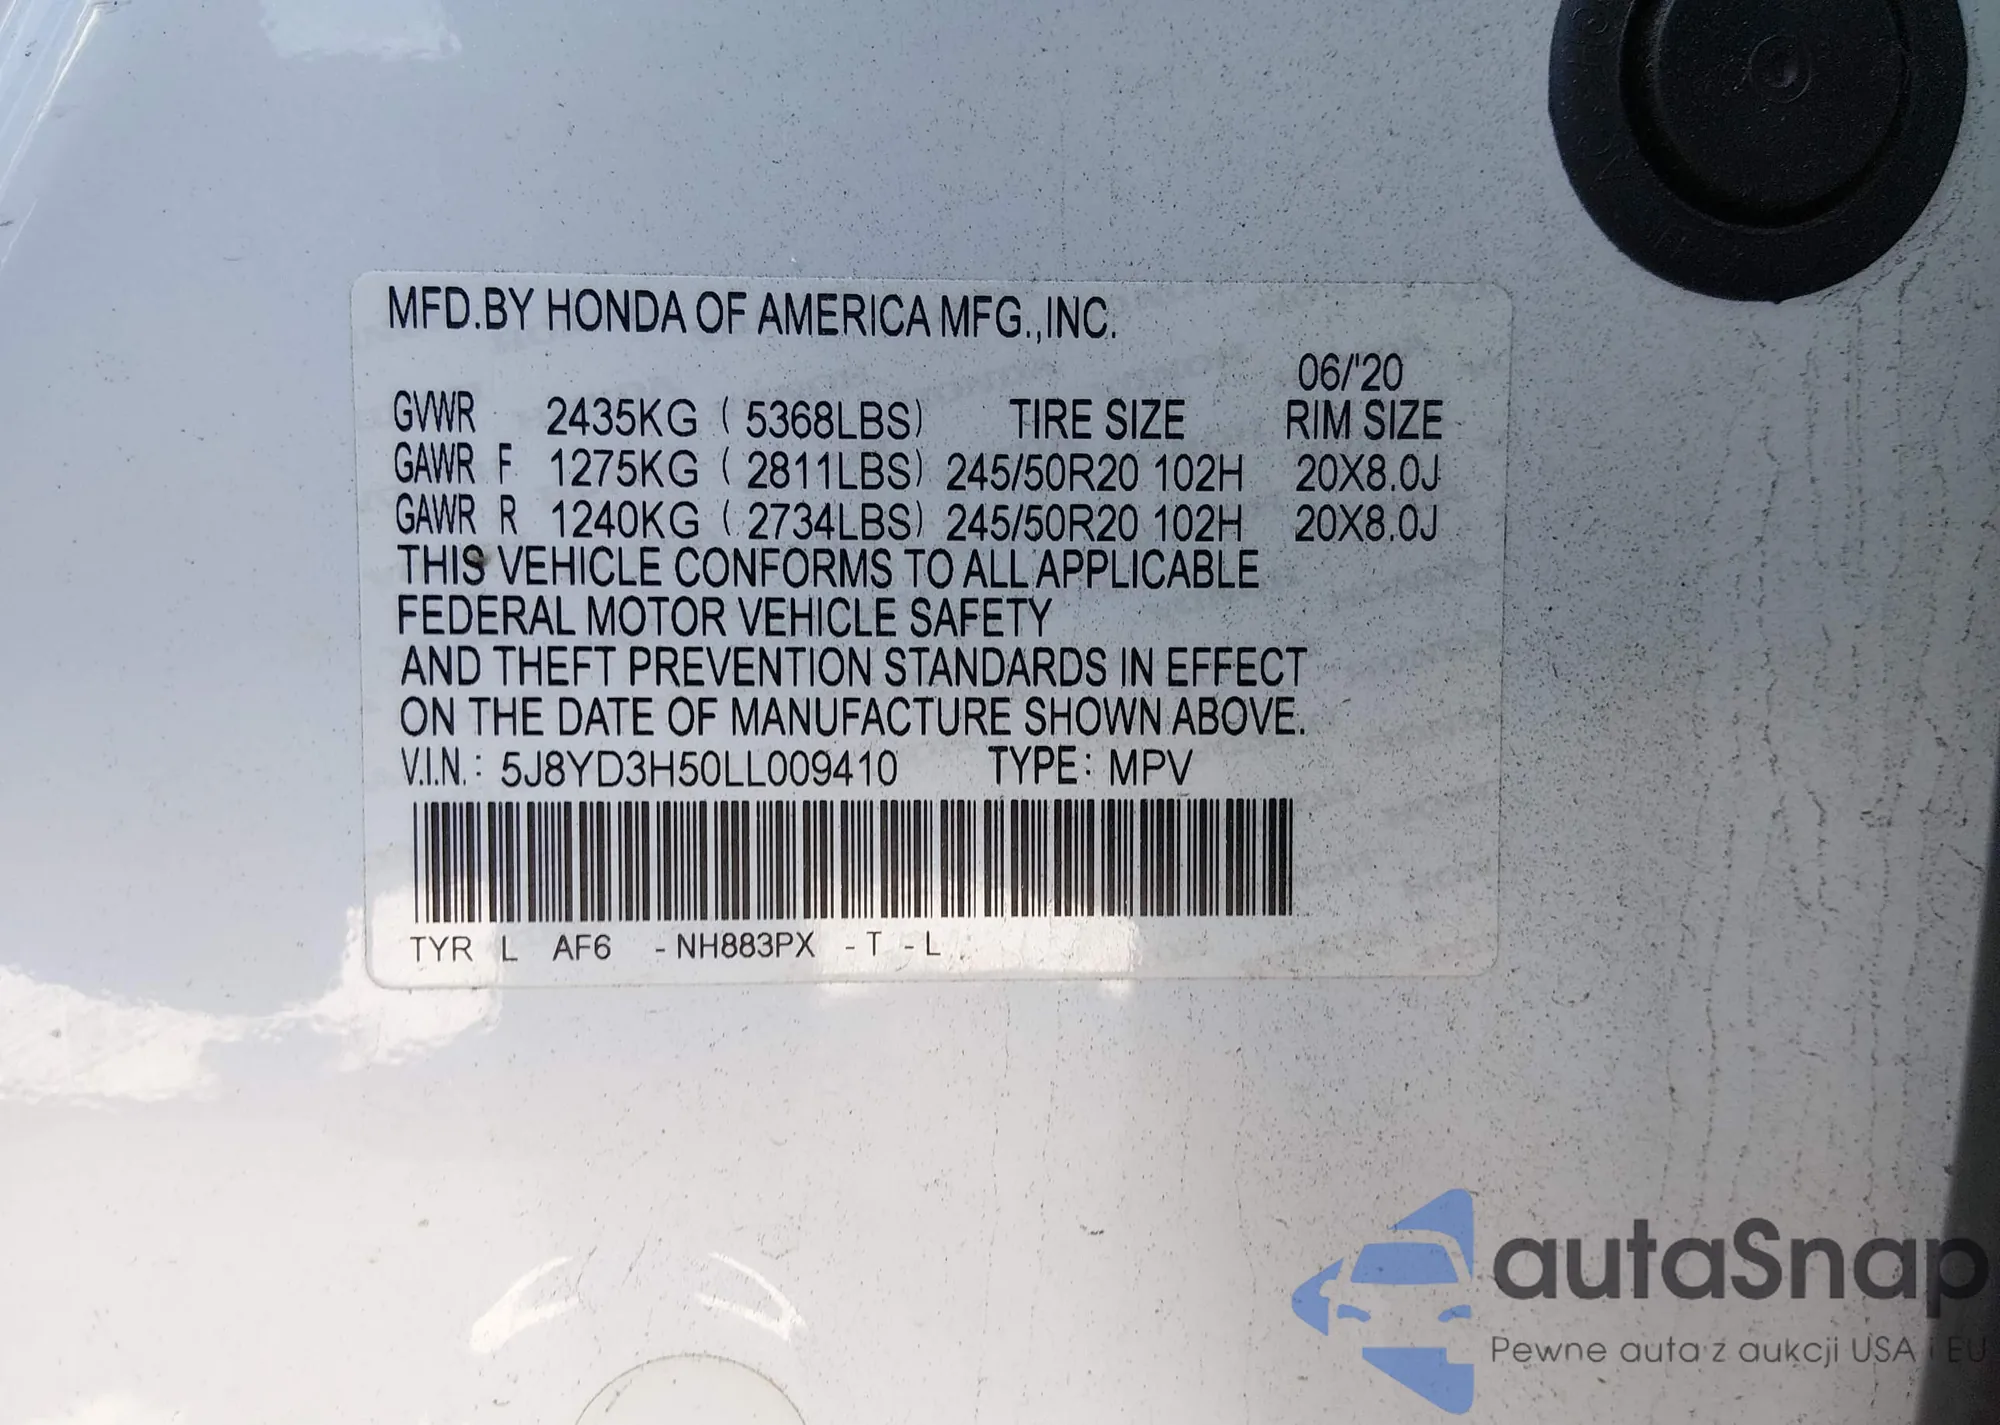 MFD.BY HONDA OF AMERICA MFG.,INC.
06/'20
GVWR 2435KG ( 5368LBS) TIRE SIZE RIM SIZE
GAWR F 1275KG ( 2811LBS) 245/50R20 102H 20X8.0J
GAWR R 1240KG ( 2734LBS) 245/50R20 102H 20X8.0J
THIS VEHICLE CONFORMS TO ALL APPLICABLE
FEDERAL MOTOR VEHICLE SAFETY
AND THEFT PREVENTION STANDARDS IN EFFECT
ON THE DATE OF MANUFACTURE SHOWN ABOVE.
V.I.N.: 5J8YD3H50LL009410 TYPE: MPV
TYR L AF6 -NH883PX -T -L
autaSnap
Pewne auta z aukcji USA i EU